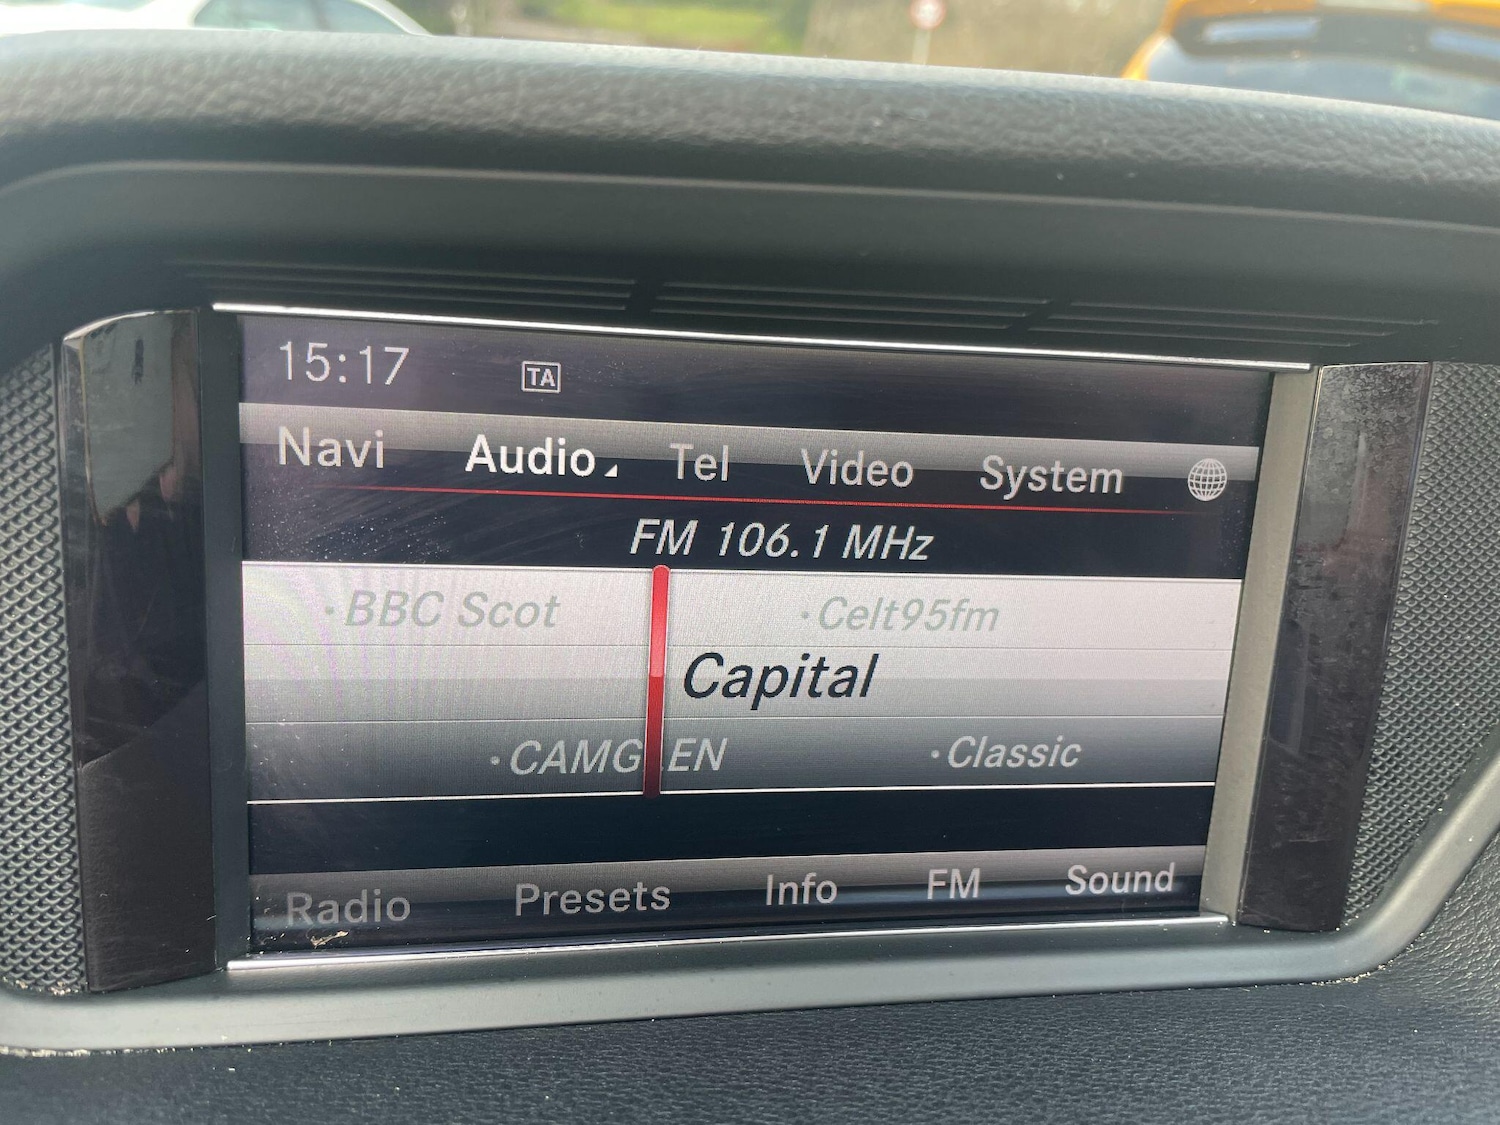 15:17 TA
Navi Audio Tel Video System
FM 106.1 MHz
·BBC Scot ·Celt95fm
Capital
·CAMGLEN ·Classic
Radio Presets Info FM Sound